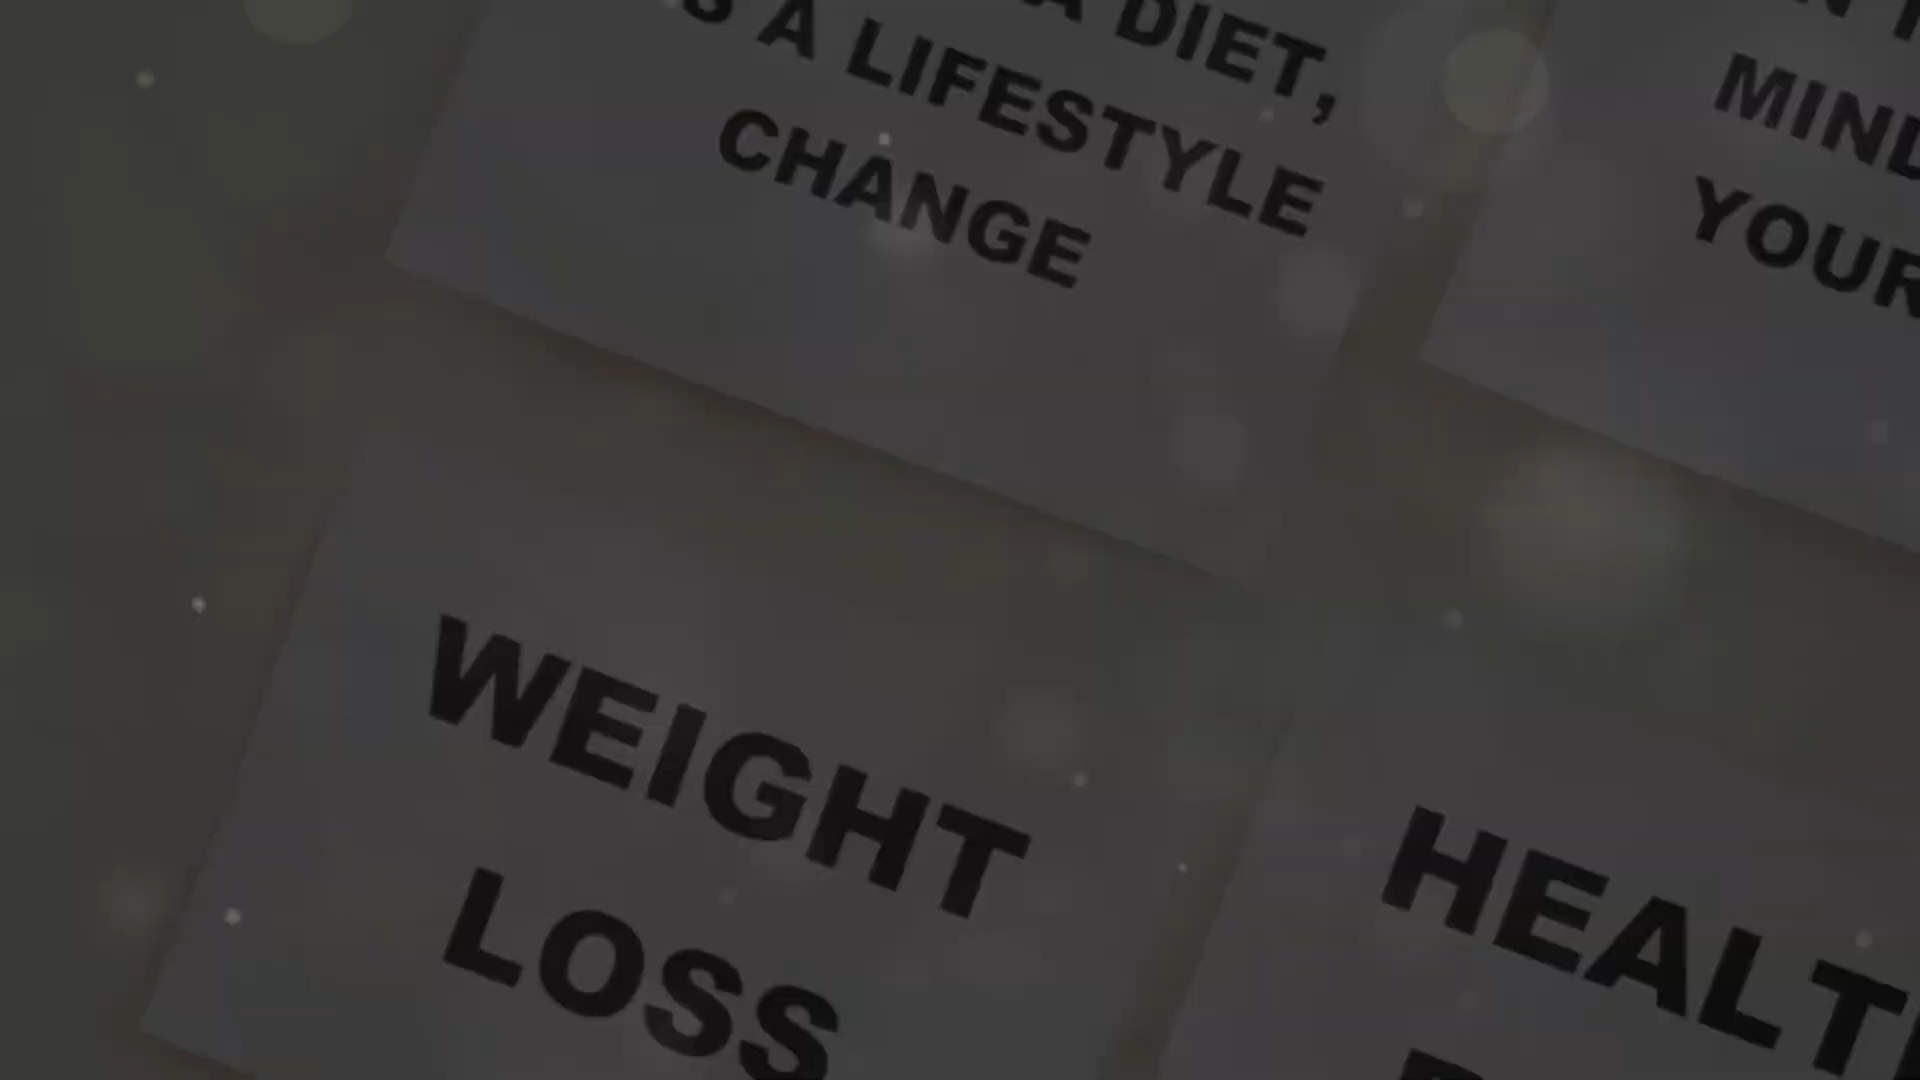 A DIET,
A LIFESTYLE
CHANGE
MIND
YOUR
WEIGHT
LOSS
HEALT